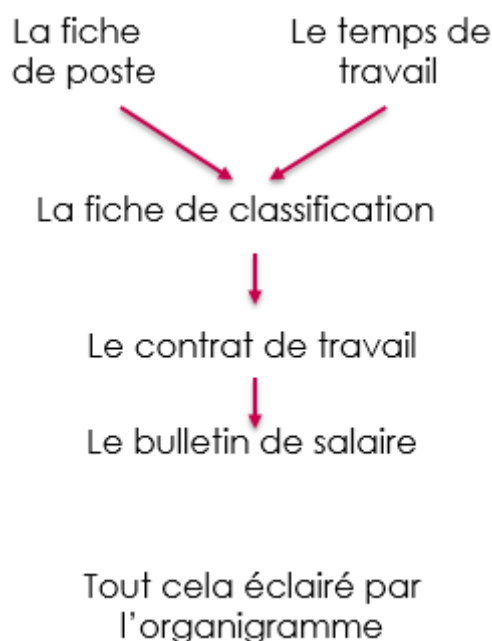 La fiche
de poste
Le temps de
travail
La fiche de classification
Le contrat de travail
Le bulletin de salaire
Tout cela éclairé par
l'organigramme